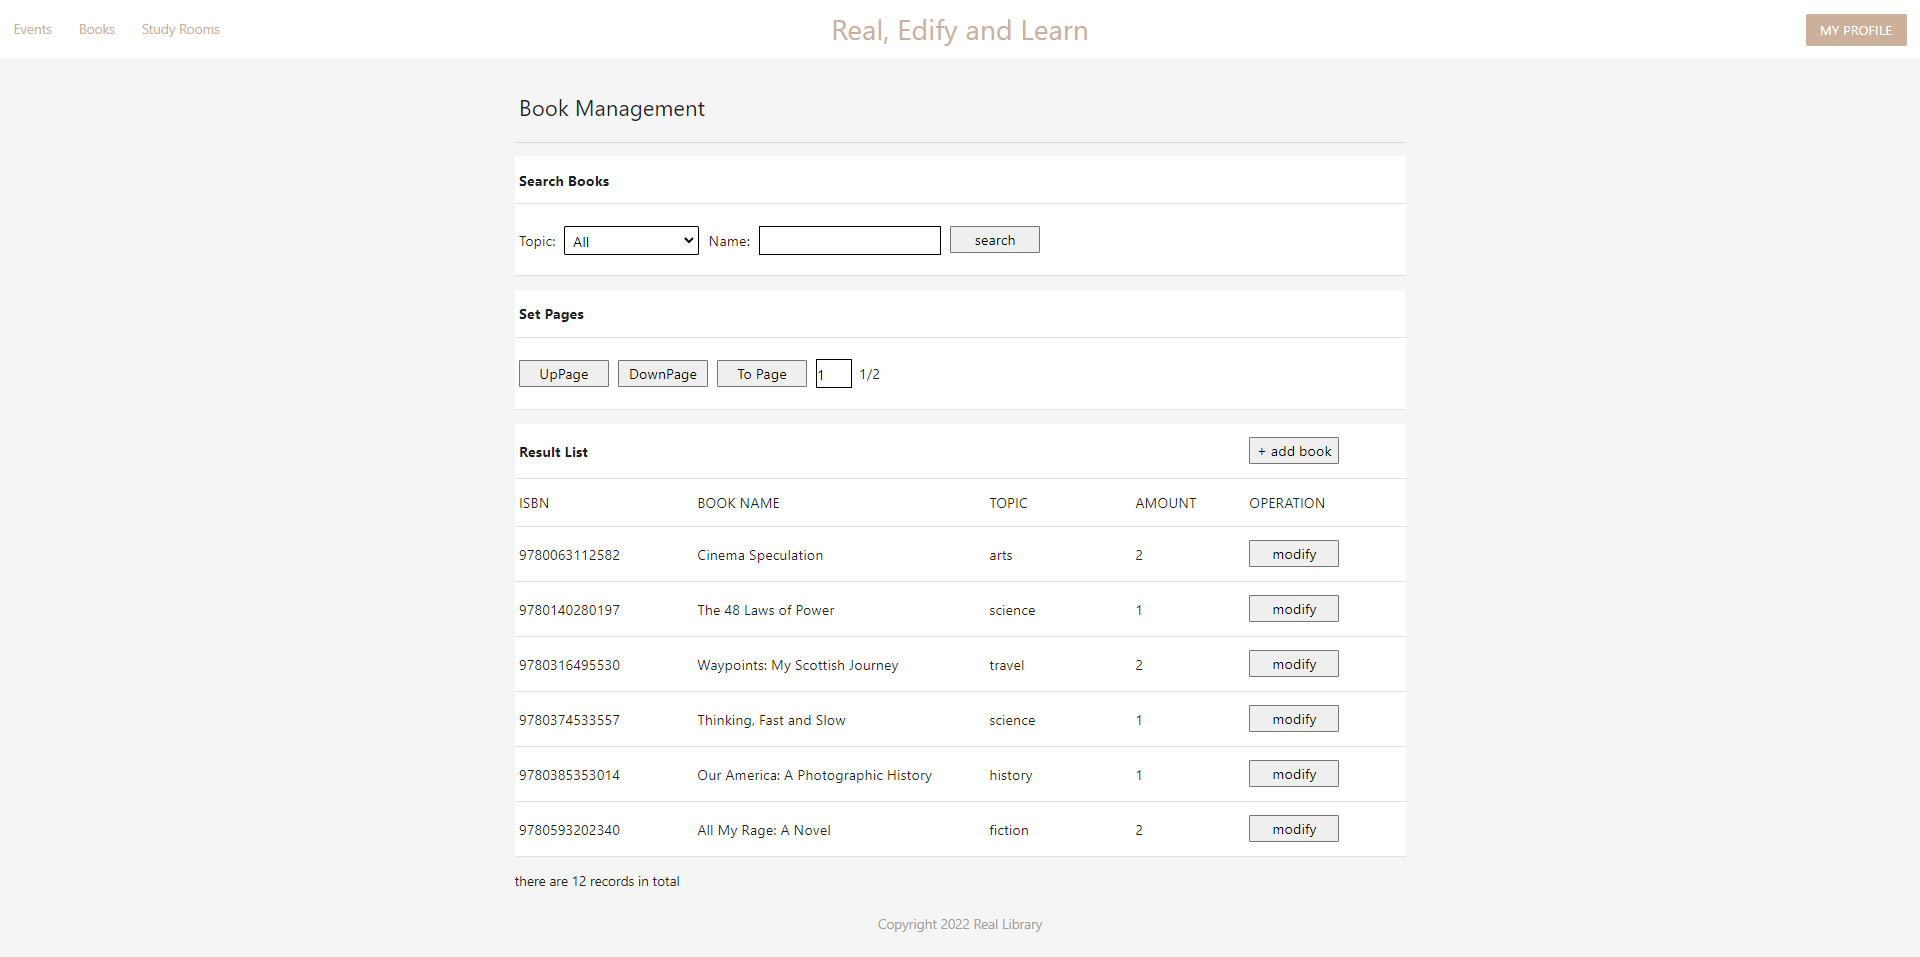 Events Books Study Rooms Real, Edify and Learn MY PROFILE
Book Management
Search Books
Topic: All Name: search
Set Pages
UpPage DownPage To Page 1 1/2
Result List + add book
ISBN BOOK NAME TOPIC AMOUNT OPERATION
9780063112582 Cinema Speculation arts 2 modify
9780140280197 The 48 Laws of Power science 1 modify
9780316495530 Waypoints: My Scottish Journey travel 2 modify
9780374533557 Thinking, Fast and Slow science 1 modify
9780385353014 Our America: A Photographic History history 1 modify
9780593202340 All My Rage: A Novel fiction 2 modify
there are 12 records in total
Copyright 2022 Real Library